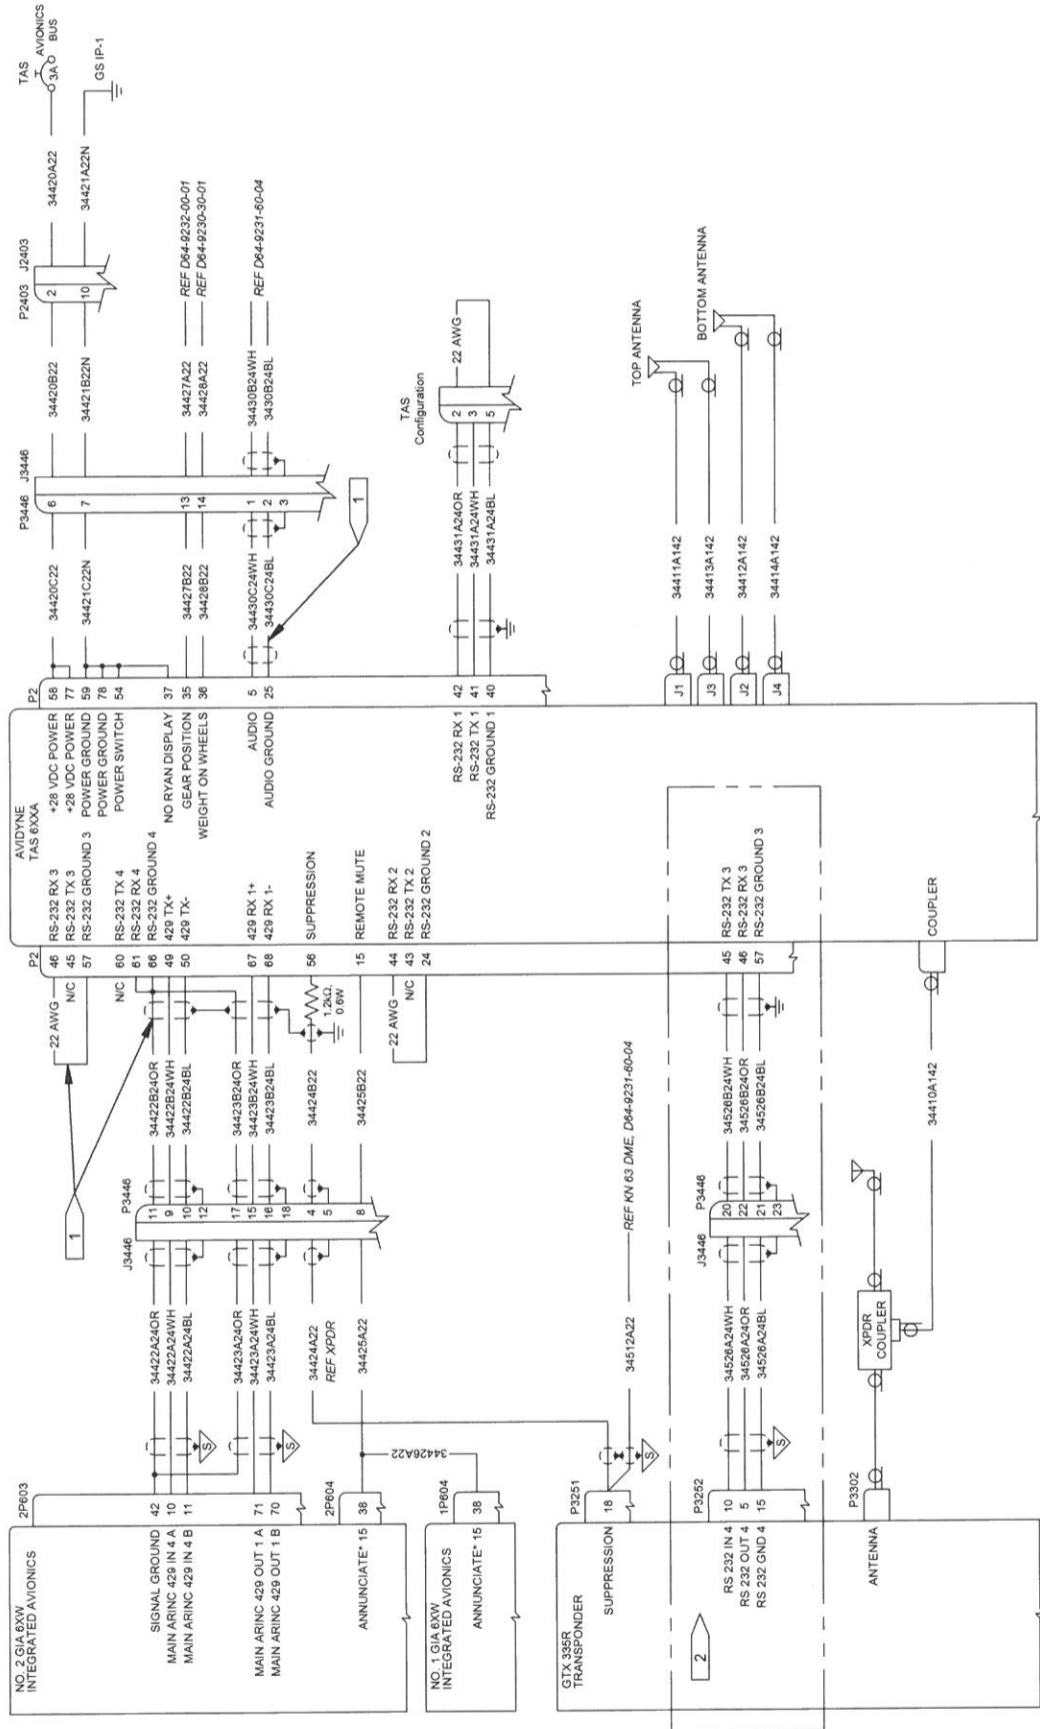 NO. 2 GIA 6XW
INTEGRATED AVIONICS
2P603
SIGNAL GROUND 42
MAIN ARINC 429 IN 4 A 10
MAIN ARINC 429 IN 4 B 11
MAIN ARINC 429 OUT 1 A 71
MAIN ARINC 429 OUT 1 B 70
2P604
ANNUNCIATE* 15 38
NO. 1 GIA 6XW
INTEGRATED AVIONICS
1P604
ANNUNCIATE* 15 38
GTX 335R
TRANSPONDER
P3251
SUPPRESSION 18
P3252
RS 232 IN 4 10
RS 232 OUT 4 5
RS 232 GND 4 15
2
P3302
ANTENNA
S
S
S
S
34422A24OR
34422A24WH
34422A24BL
34423A24OR
34423A24WH
34423A24BL
34424A22
REF XPDR
34425A22
34426A22
34512A22
REF KN 63 DME, D64-9231-60-04
34526A24WH
34526A24OR
34526A24BL
XPDR
COUPLER
34410A142
J3446
P3446
11
9
10
12
17
15
16
18
4
5
8
J3446
P3446
20
22
21
23
1
34422B24OR
34422B24WH
34422B24BL
34423B24OR
34423B24WH
34423B24BL
34424B22
34425B22
34526B24WH
34526B24OR
34526B24BL
22 AWG
N/C
N/C
1.2kΩ,
0.6W
22 AWG
N/C
AVIDYNE
TAS 6XXA
P2
46 RS-232 RX 3
45 RS-232 TX 3
57 RS-232 GROUND 3
60 RS-232 TX 4
61 RS-232 RX 4
66 RS-232 GROUND 4
49 429 TX+
50 429 TX-
67 429 RX 1+
68 429 RX 1-
56 SUPPRESSION
15 REMOTE MUTE
44 RS-232 RX 2
43 RS-232 TX 2
24 RS-232 GROUND 2
45 RS-232 TX 3
46 RS-232 RX 3
57 RS-232 GROUND 3
COUPLER
P2
+28 VDC POWER 58
+28 VDC POWER 77
POWER GROUND 59
POWER GROUND 78
POWER SWITCH 54
NO RYAN DISPLAY 37
GEAR POSITION 35
WEIGHT ON WHEELS 36
AUDIO 5
AUDIO GROUND 25
RS-232 RX 1 42
RS-232 TX 1 41
RS-232 GROUND 1 40
J1
J3
J2
J4
34420C22
34421C22N
34427B22
34428B22
34430C24WH
34430C24BL
1
34431A24OR
34431A24WH
34431A24BL
34411A142
34413A142
34412A142
34414A142
P3446
J3446
6
7
13
14
1
2
3
TAS
Configuration
2
3
5
22 AWG
TOP ANTENNA
BOTTOM ANTENNA
34420B22
34421B22N
34427A22
34428A22
34430B24WH
3430B24BL
REF D64-9232-00-01
REF D64-9230-30-01
REF D64-9231-60-04
P2403
J2403
2
10
34420A22
34421A22N
TAS
3A
AVIONICS
BUS
GS IP-1